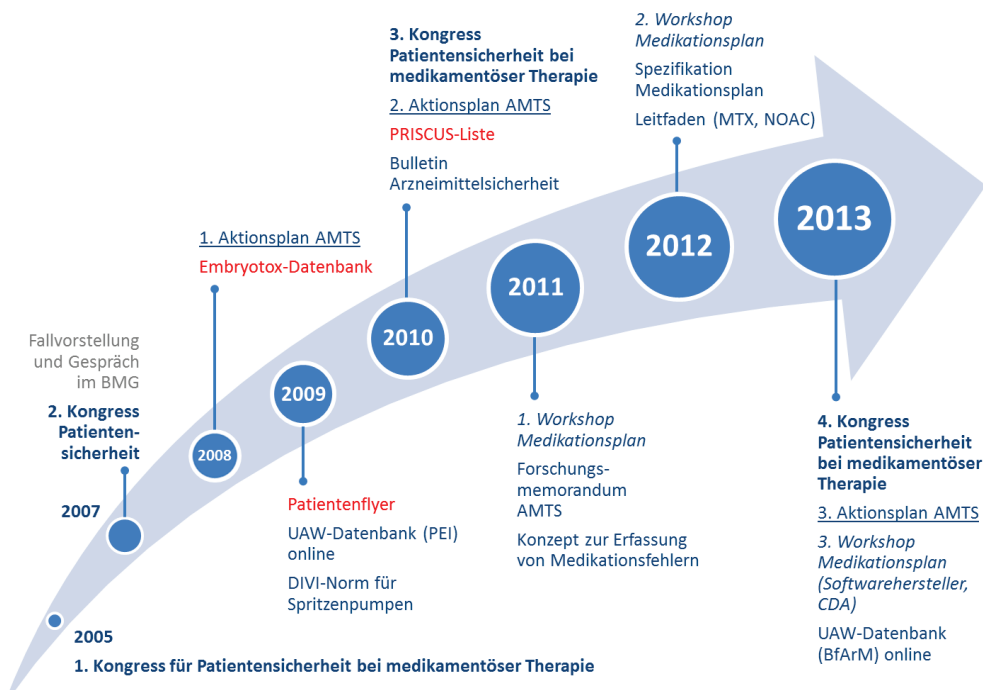 2005
1. Kongress für Patientensicherheit bei medikamentöser Therapie
2007
Fallvorstellung
und Gespräch
im BMG
2. Kongress
Patienten-
sicherheit
2008
1. Aktionsplan AMTS
Embryotox-Datenbank
2009
Patientenflyer
UAW-Datenbank (PEI)
online
DIVI-Norm für
Spritzenpumpen
2010
3. Kongress
Patientensicherheit bei
medikamentöser Therapie
2. Aktionsplan AMTS
PRISCUS-Liste
Bulletin
Arzneimittelsicherheit
2011
1. Workshop
Medikationsplan
Forschungs-
memorandum
AMTS
Konzept zur Erfassung
von Medikationsfehlern
2012
2. Workshop
Medikationsplan
Spezifikation
Medikationsplan
Leitfaden (MTX, NOAC)
2013
4. Kongress
Patientensicherheit
bei medikamentöser
Therapie
3. Aktionsplan AMTS
3. Workshop
Medikationsplan
(Softwarehersteller,
CDA)
UAW-Datenbank
(BfArM) online